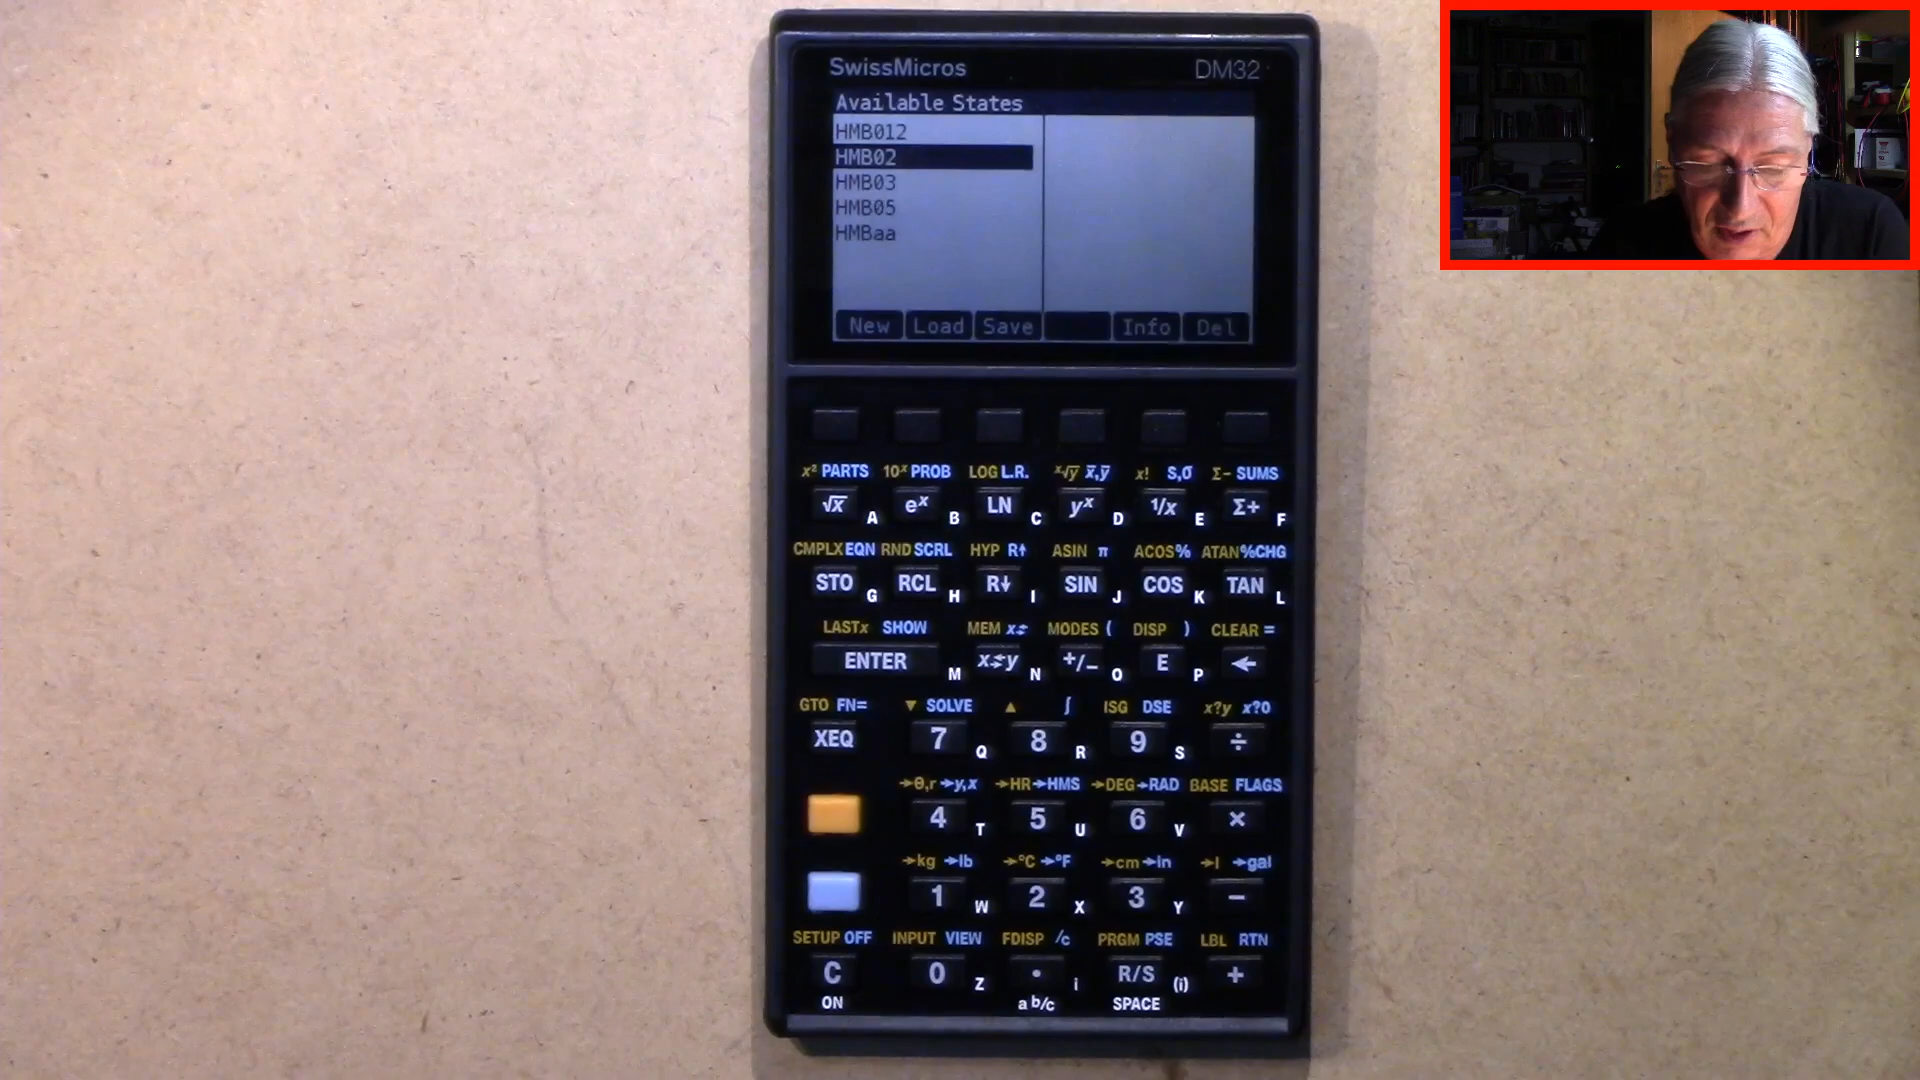 SwissMicros DM32
Available States
HMB012
HMB02
HMB03
HMB05
HMBaa
New Load Save Info Del
x² PARTS 10ˣ PROB LOG L.R. ˣ√y x̄,ȳ x! S,σ Σ- SUMS
√x A eˣ B LN C yˣ D 1/x E Σ+ F
CMPLX EQN RND SCRL HYP R↑ ASIN π ACOS % ATAN %CHG
STO G RCL H R↓ I SIN J COS K TAN L
LASTx SHOW MEM x⇄ MODES ( DISP ) CLEAR =
ENTER M x⇄y N +/− O E P ←
GTO FN= ▼ SOLVE ▲ ∫ ISG DSE x?y x?0
XEQ 7 Q 8 R 9 S ÷
→θ,r →y,x →HR →HMS →DEG →RAD BASE FLAGS
4 T 5 U 6 V ×
→kg →lb →°C →°F →cm →in →l →gal
1 W 2 X 3 Y −
SETUP OFF INPUT VIEW FDISP /c PRGM PSE LBL RTN
C 0 Z • i R/S (i) +
ON a b/c SPACE